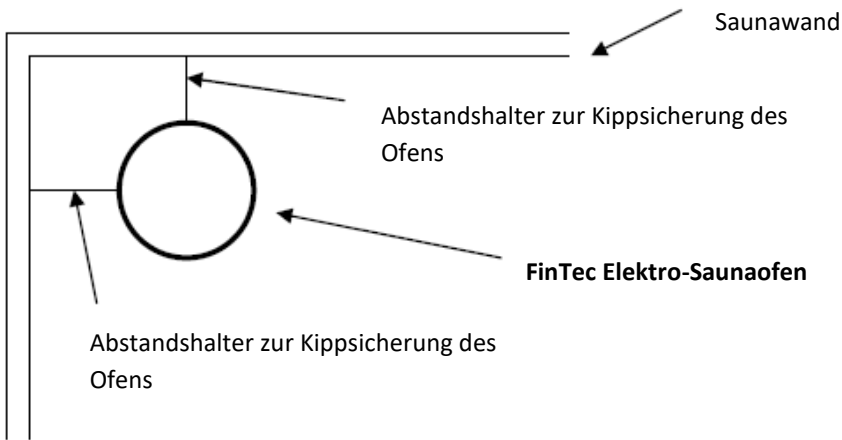 Saunawand
Abstandshalter zur Kippsicherung des
Ofens
FinTec Elektro-Saunaofen
Abstandshalter zur Kippsicherung des
Ofens